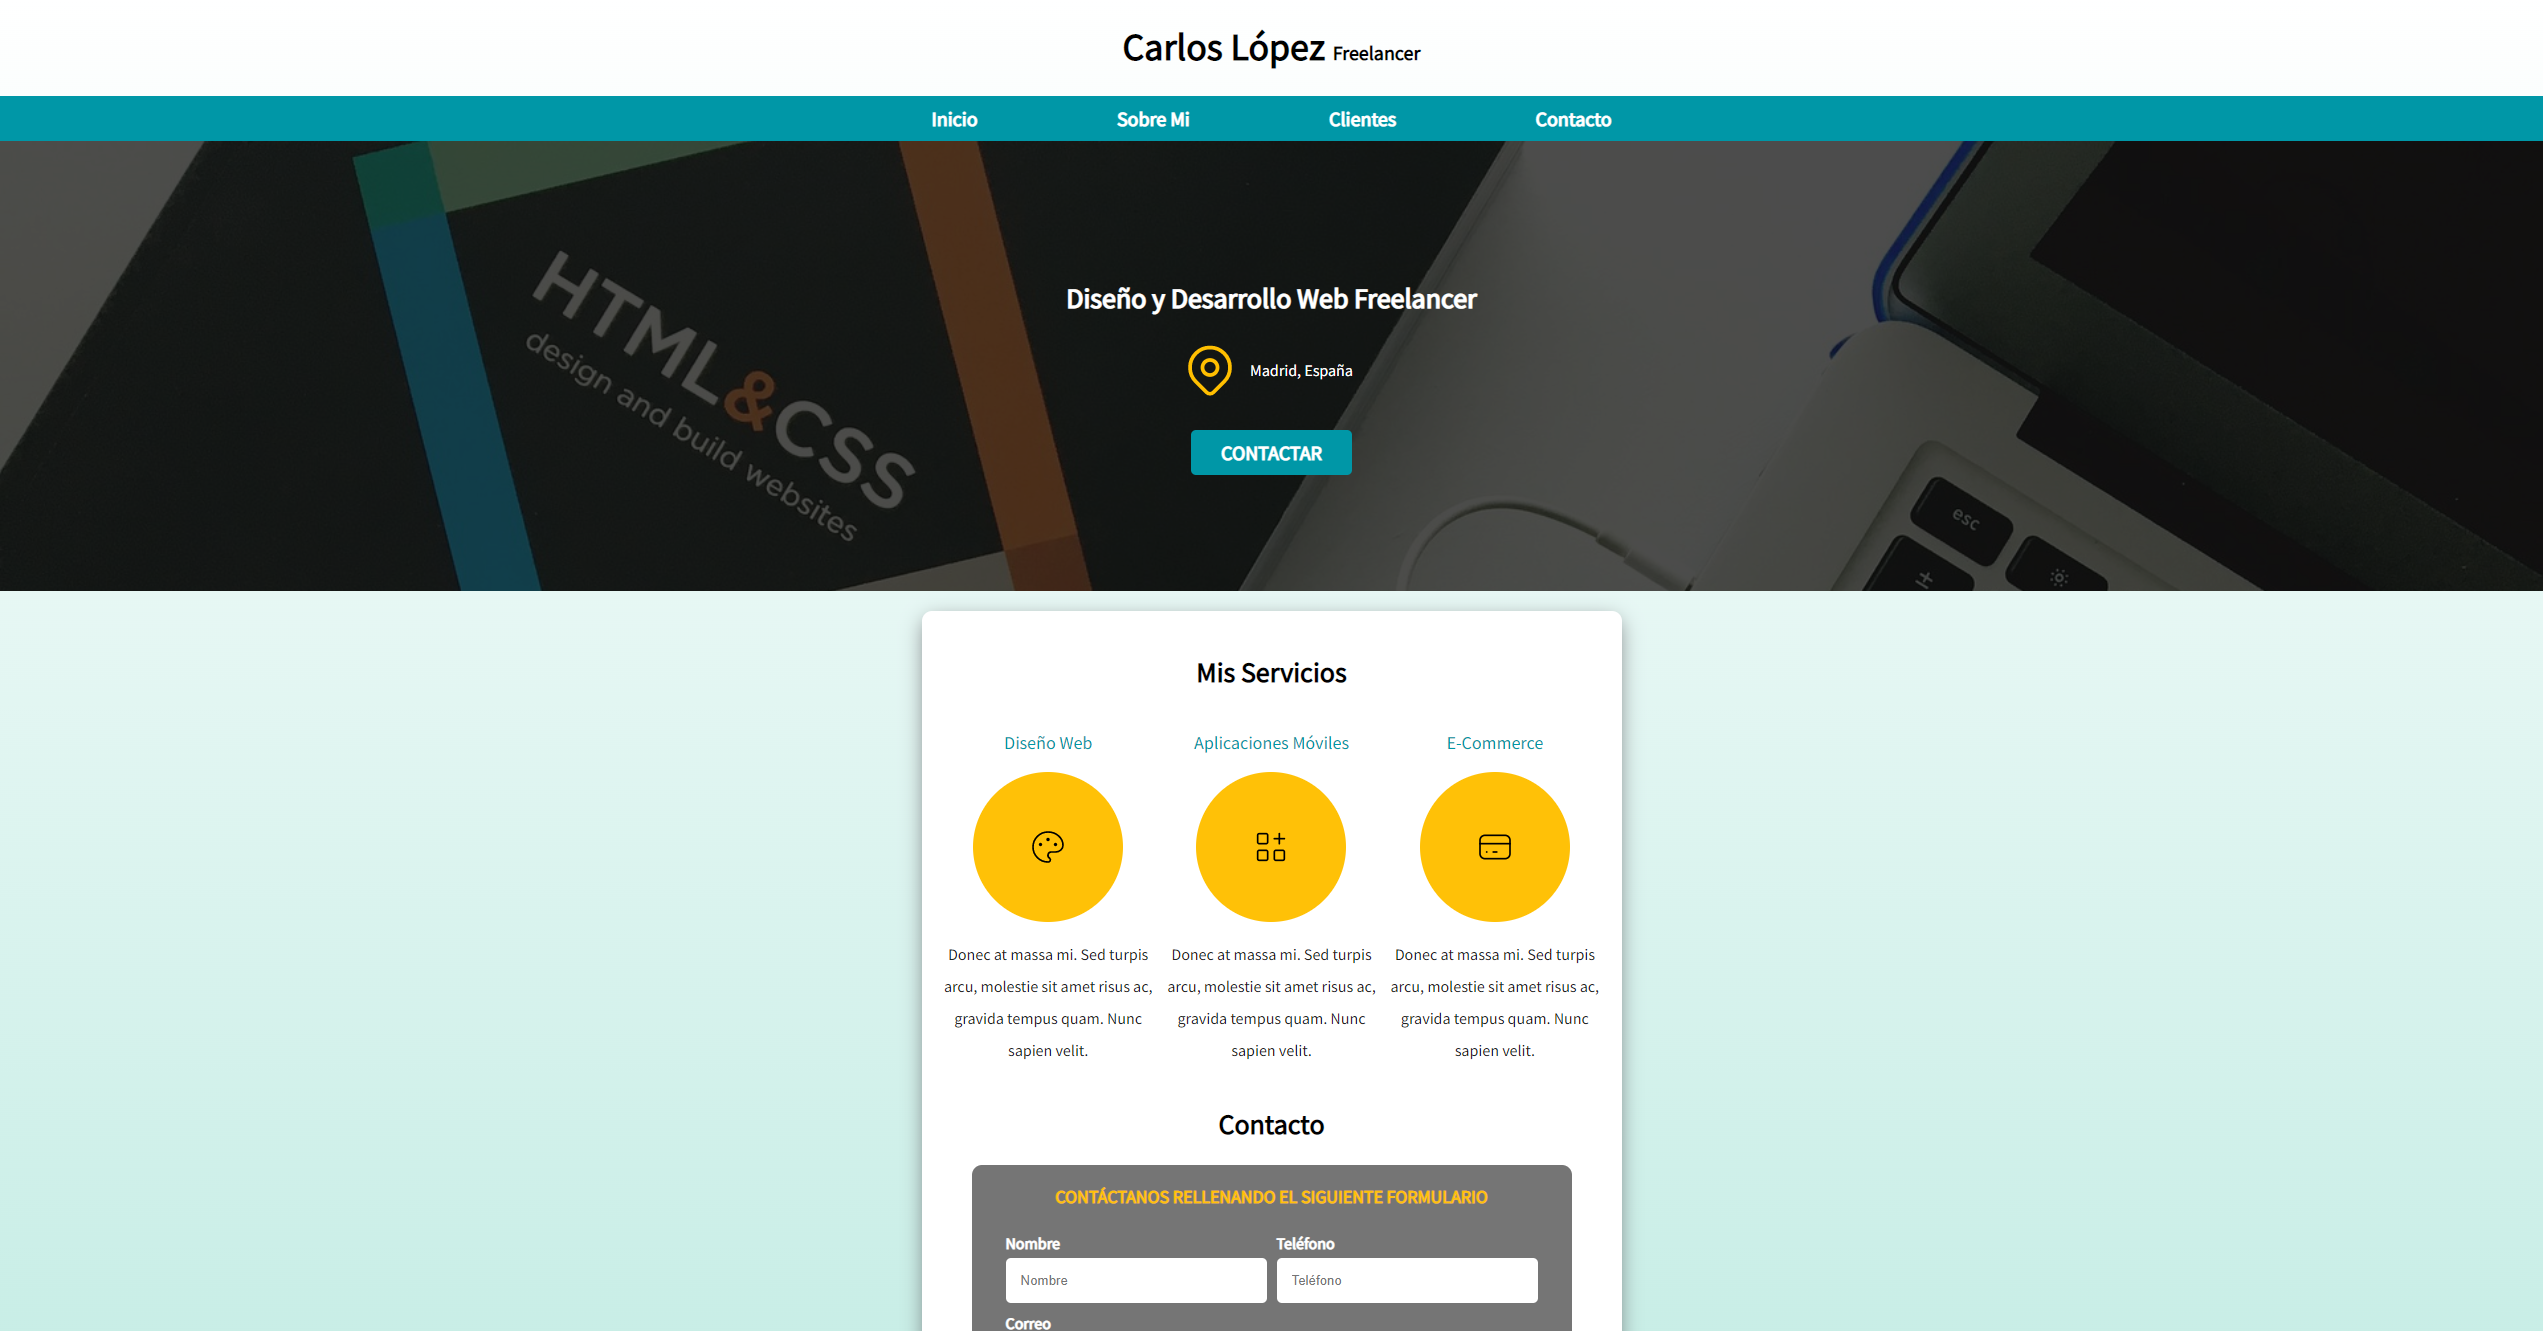 Carlos López Freelancer
Inicio Sobre Mi Clientes Contacto
HTML&CSS
design and build websites
Diseño y Desarrollo Web Freelancer
Madrid, España
CONTACTAR
esc
±
Mis Servicios
Diseño Web
Donec at massa mi. Sed turpis
arcu, molestie sit amet risus ac,
gravida tempus quam. Nunc
sapien velit.
Aplicaciones Móviles
Donec at massa mi. Sed turpis
arcu, molestie sit amet risus ac,
gravida tempus quam. Nunc
sapien velit.
E-Commerce
Donec at massa mi. Sed turpis
arcu, molestie sit amet risus ac,
gravida tempus quam. Nunc
sapien velit.
Contacto
CONTÁCTANOS RELLENANDO EL SIGUIENTE FORMULARIO
Nombre
Nombre
Teléfono
Teléfono
Correo